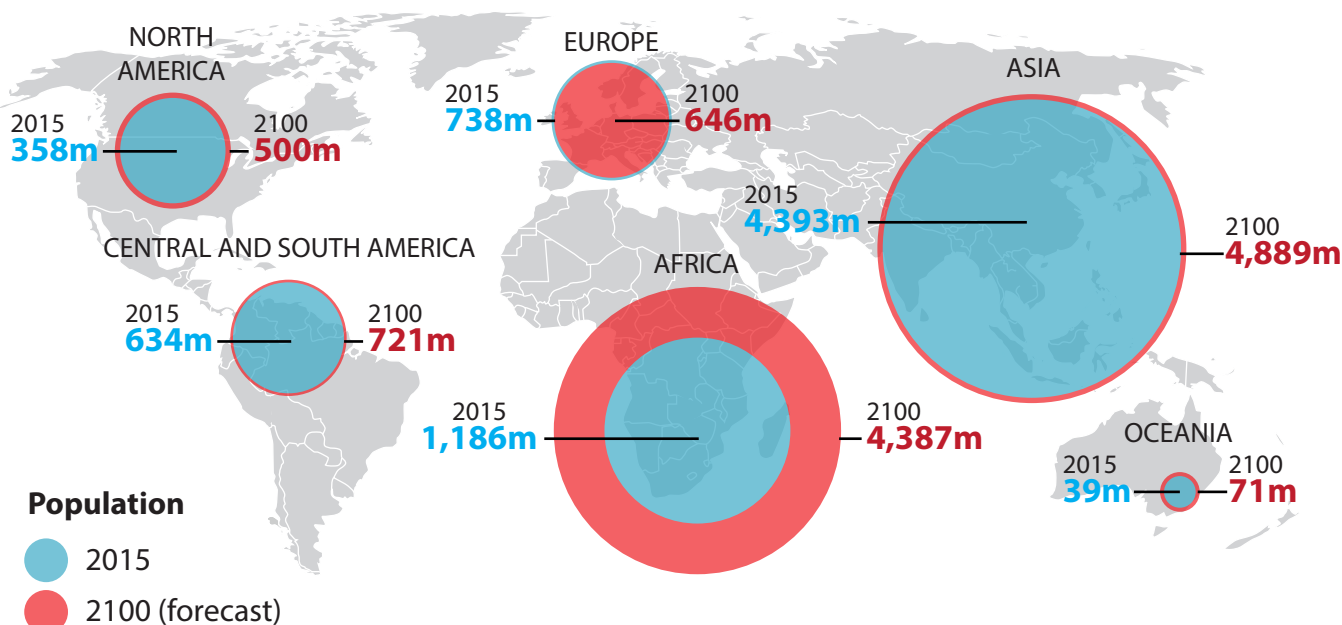 NORTH
AMERICA
2015
358m
2100
500m
EUROPE
2015
738m
2100
646m
ASIA
2015
4,393m
2100
4,889m
CENTRAL AND SOUTH AMERICA
2015
634m
2100
721m
AFRICA
2015
1,186m
2100
4,387m
OCEANIA
2015
39m
2100
71m
Population
2015
2100 (forecast)